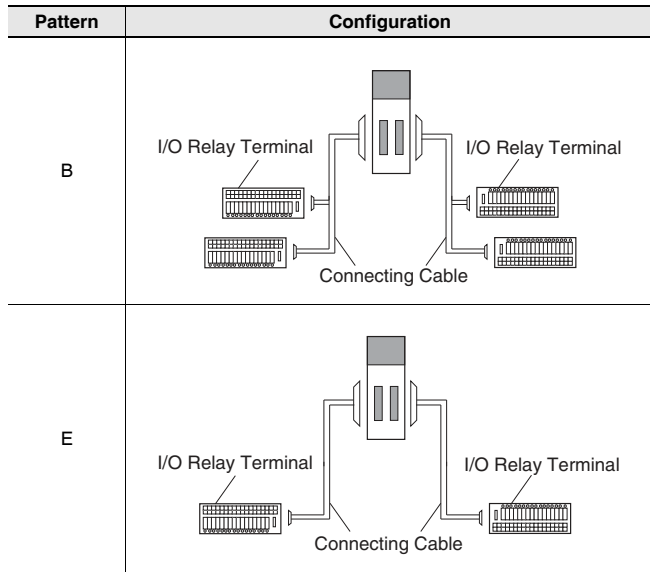 Pattern Configuration
B
I/O Relay Terminal I/O Relay Terminal
Connecting Cable
E
I/O Relay Terminal I/O Relay Terminal
Connecting Cable